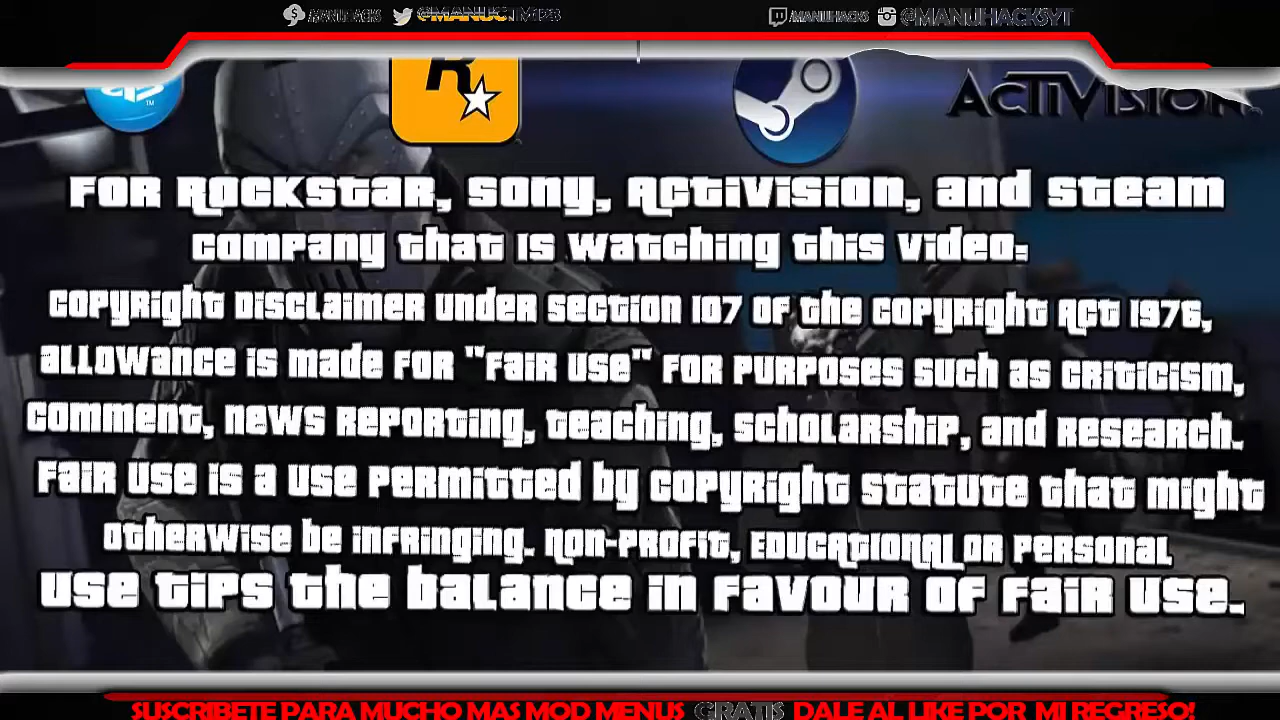 /MANUHACKS
/MANUHACKS
@MANUHACKSYT
R
ACTIVISION
FOR ROCKSTAR, SONY, ACTIVISION, AND STEAM
COMPANY THAT IS WATCHING THIS VIDEO:
COPYRIGHT DISCLAIMER UNDER SECTION 107 OF THE COPYRIGHT ACT 1976,
ALLOWANCE IS MADE FOR "FAIR USE" FOR PURPOSES SUCH AS CRITICISM,
COMMENT, NEWS REPORTING, TEACHING, SCHOLARSHIP, AND RESEARCH.
FAIR USE IS A USE PERMITTED BY COPYRIGHT STATUTE THAT MIGHT
OTHERWISE BE INFRINGING. NON-PROFIT, EDUCATIONAL OR PERSONAL
USE TIPS THE BALANCE IN FAVOUR OF FAIR USE.
SUSCRIBETE PARA MUCHO MAS MOD MENUS GRATIS DALE AL LIKE POR MI REGRESO!